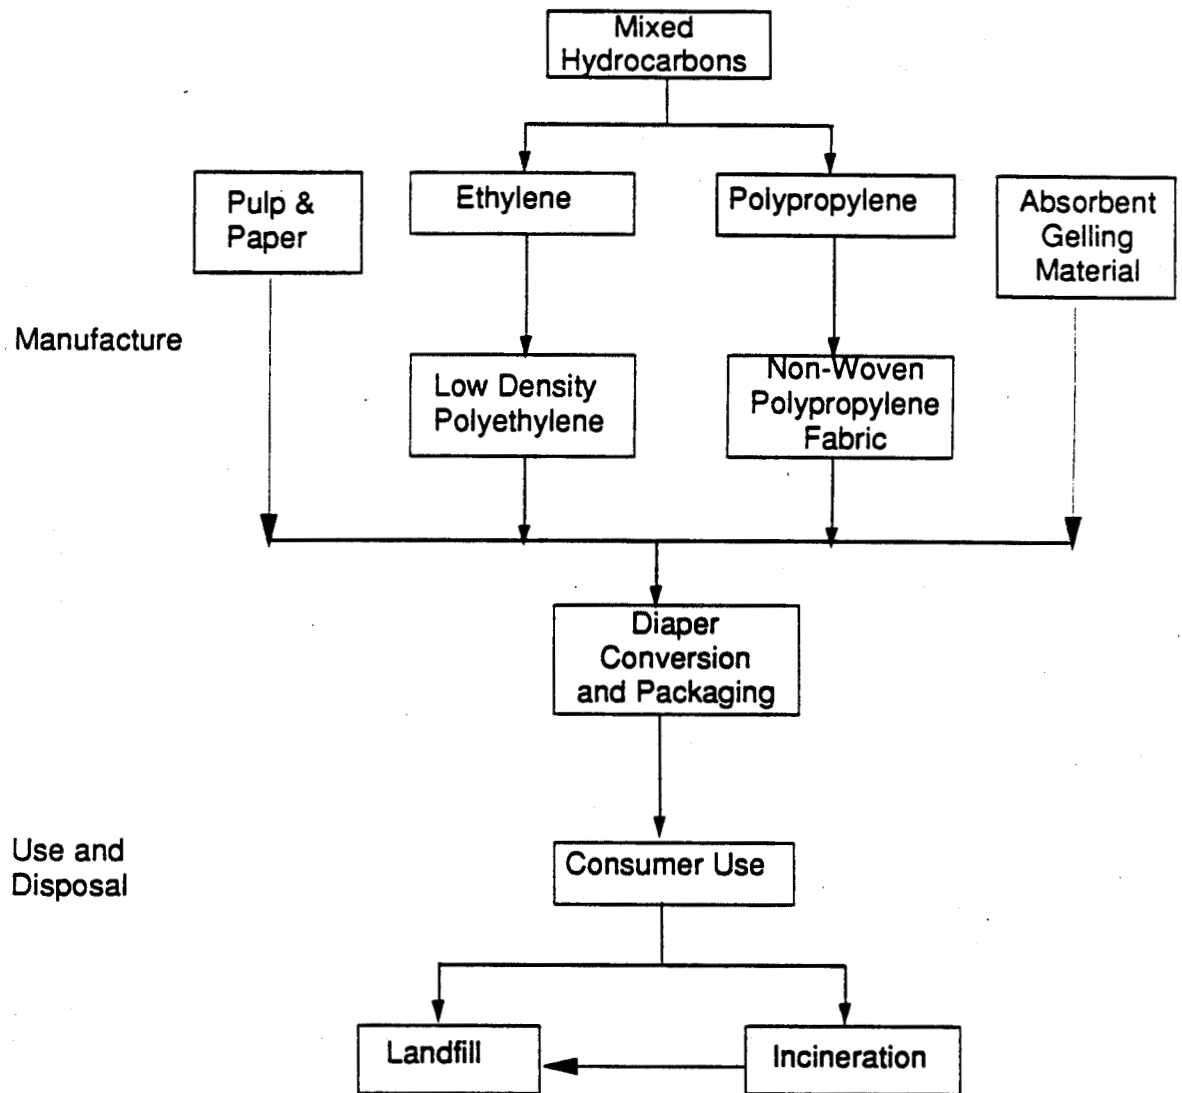 Mixed
Hydrocarbons
Pulp &
Paper
Ethylene
Polypropylene
Absorbent
Gelling
Material
Manufacture
Low Density
Polyethylene
Non-Woven
Polypropylene
Fabric
Diaper
Conversion
and Packaging
Use and
Disposal
Consumer Use
Landfill
Incineration